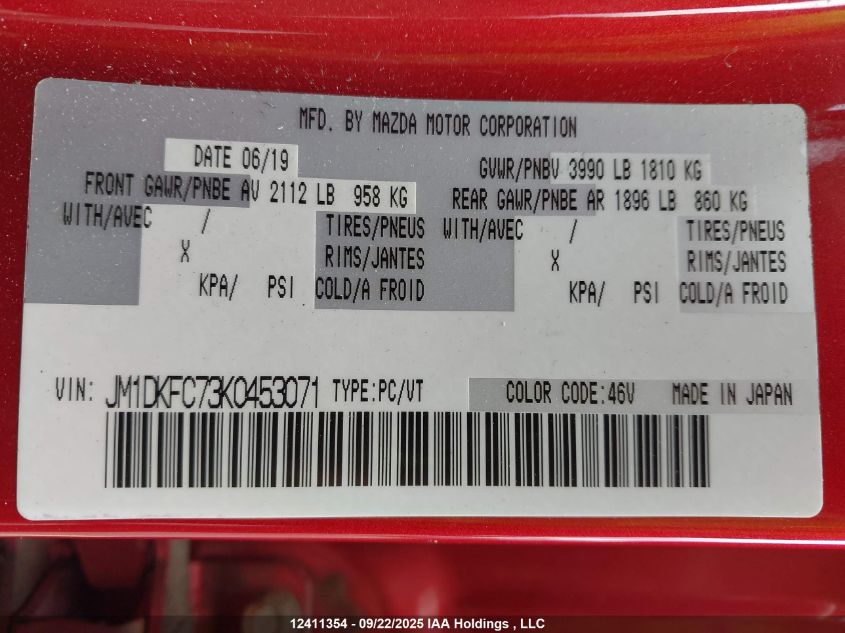 MFD. BY MAZDA MOTOR CORPORATION
DATE 06/19 GVWR/PNBV 3990 LB 1810 KG
FRONT GAWR/PNBE AV 2112 LB 958 KG REAR GAWR/PNBE AR 1896 LB 860 KG
WITH/AVEC / TIRES/PNEUS WITH/AVEC / TIRES/PNEUS
X RIMS/JANTES X RIMS/JANTES
KPA/ PSI COLD/A FROID KPA/ PSI COLD/A FROID
VIN: JM1DKFC73K0453071 TYPE:PC/VT COLOR CODE:46V MADE IN JAPAN
12411354 - 09/22/2025 IAA Holdings , LLC